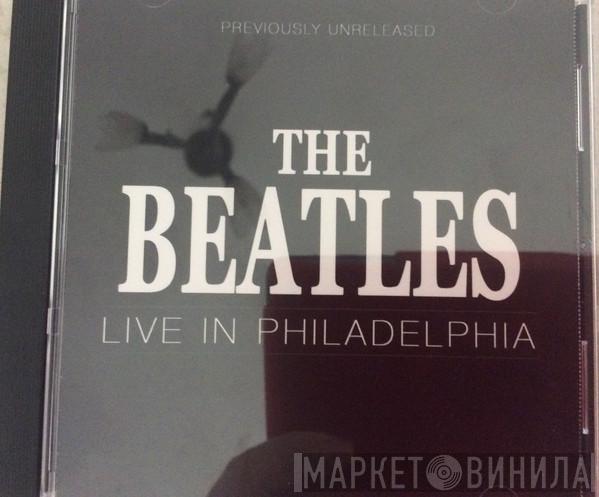 PREVIOUSLY UNRELEASED
THE
BEATLES
LIVE IN PHILADELPHIA
МАРКЕТ ВИНИЛА